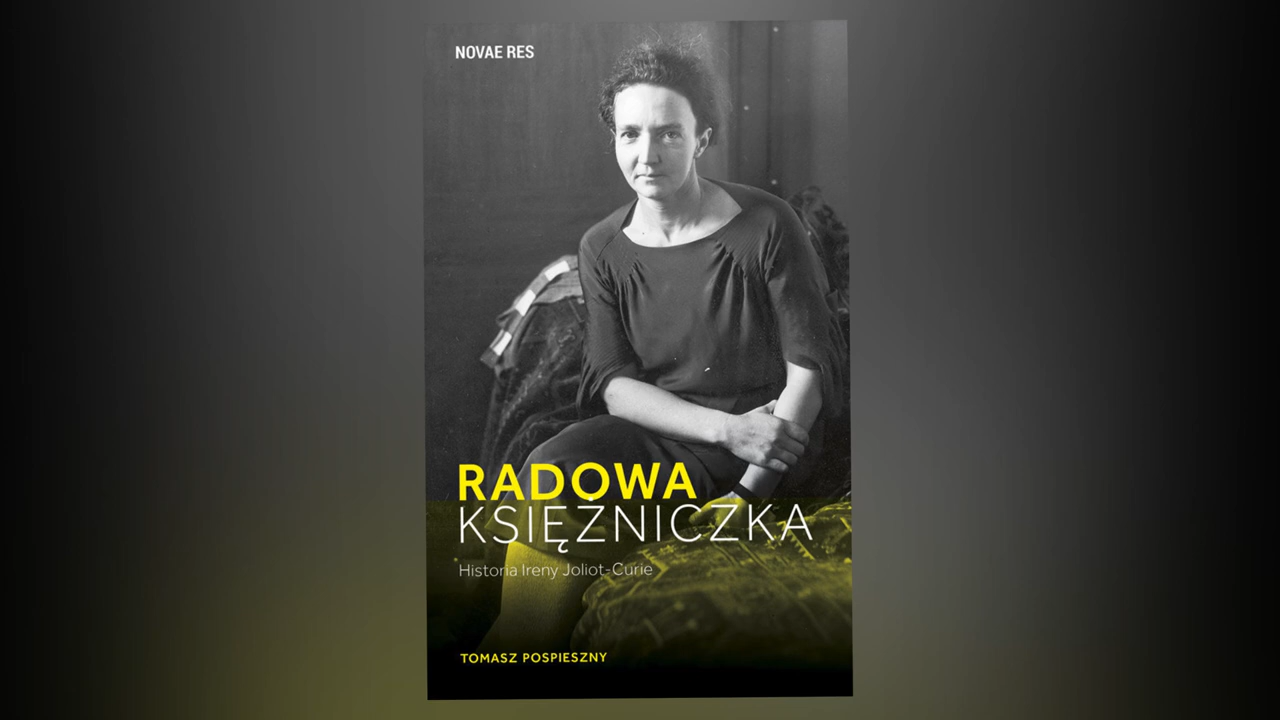 NOVAE RES
RADOWA
KSIĘŻNICZKA
Historia Ireny Joliot-Curie
TOMASZ POSPIESZNY